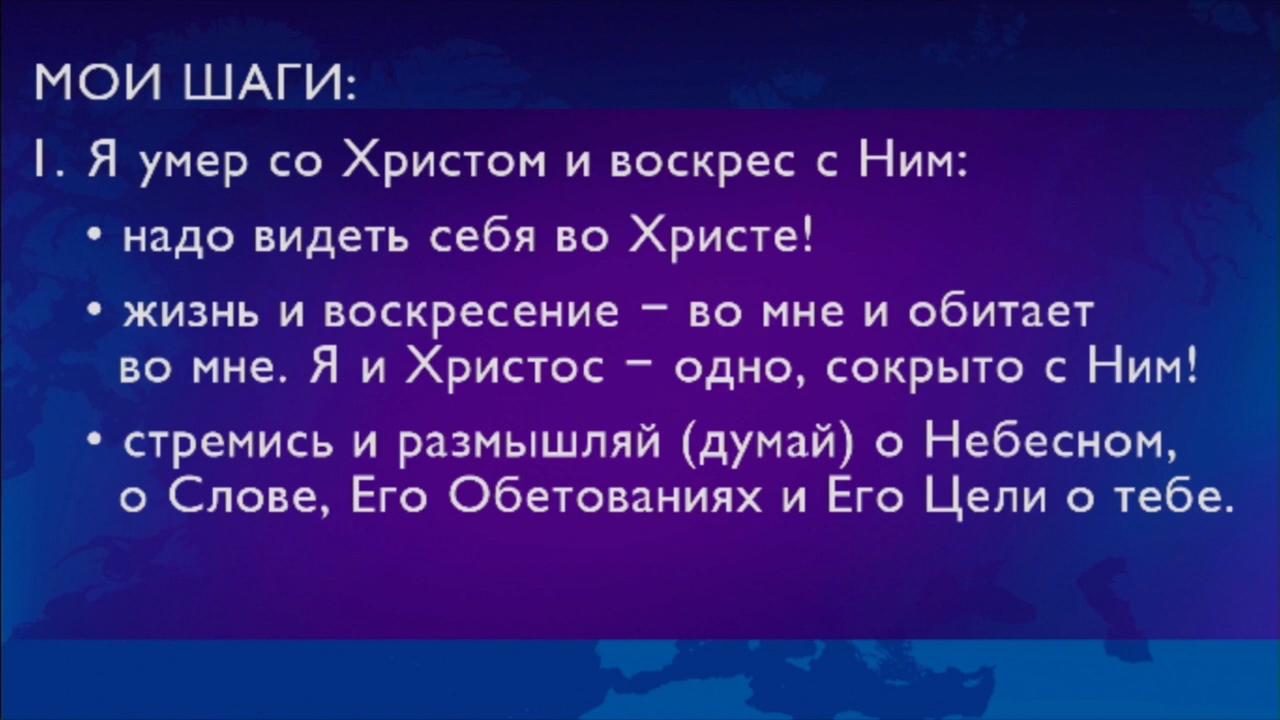 МОИ ШАГИ:
1. Я умер со Христом и воскрес с Ним:
• надо видеть себя во Христе!
• жизнь и воскресение – во мне и обитает
во мне. Я и Христос – одно, сокрыто с Ним!
• стремись и размышляй (думай) о Небесном,
о Слове, Его Обетованиях и Его Цели о тебе.